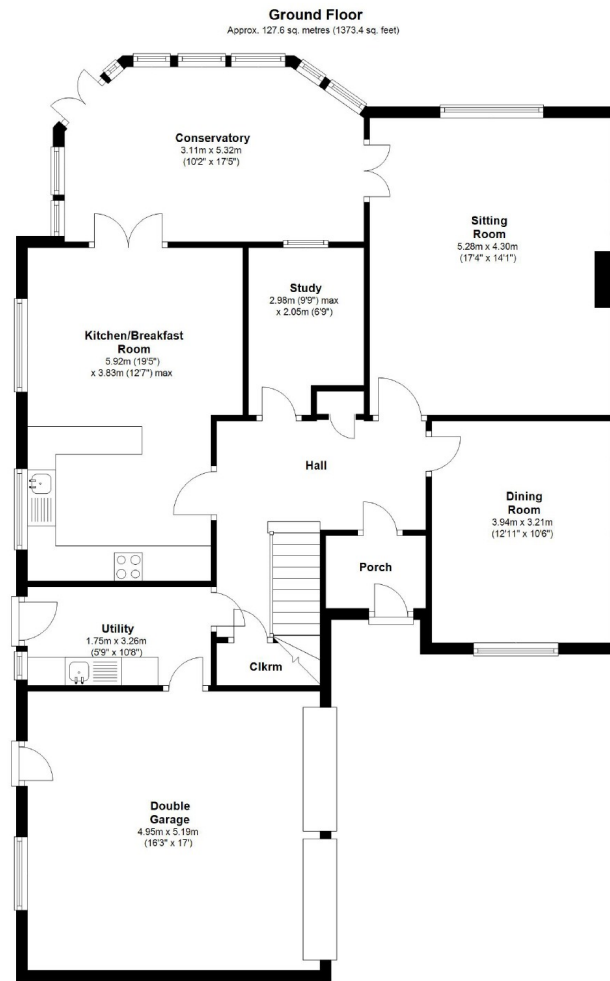 Ground Floor
Approx. 127.6 sq. metres (1373.4 sq. feet)
Conservatory
3.11m x 5.32m
(10'2" x 17'5")
Sitting
Room
5.28m x 4.30m
(17'4" x 14'1")
Study
2.98m (9'9") max
x 2.05m (6'9")
Kitchen/Breakfast
Room
5.92m (19'5")
x 3.83m (12'7") max
Hall
Dining
Room
3.94m x 3.21m
(12'11" x 10'6")
Porch
Utility
1.75m x 3.26m
(5'9" x 10'8")
Clkrm
Double
Garage
4.95m x 5.19m
(16'3" x 17')